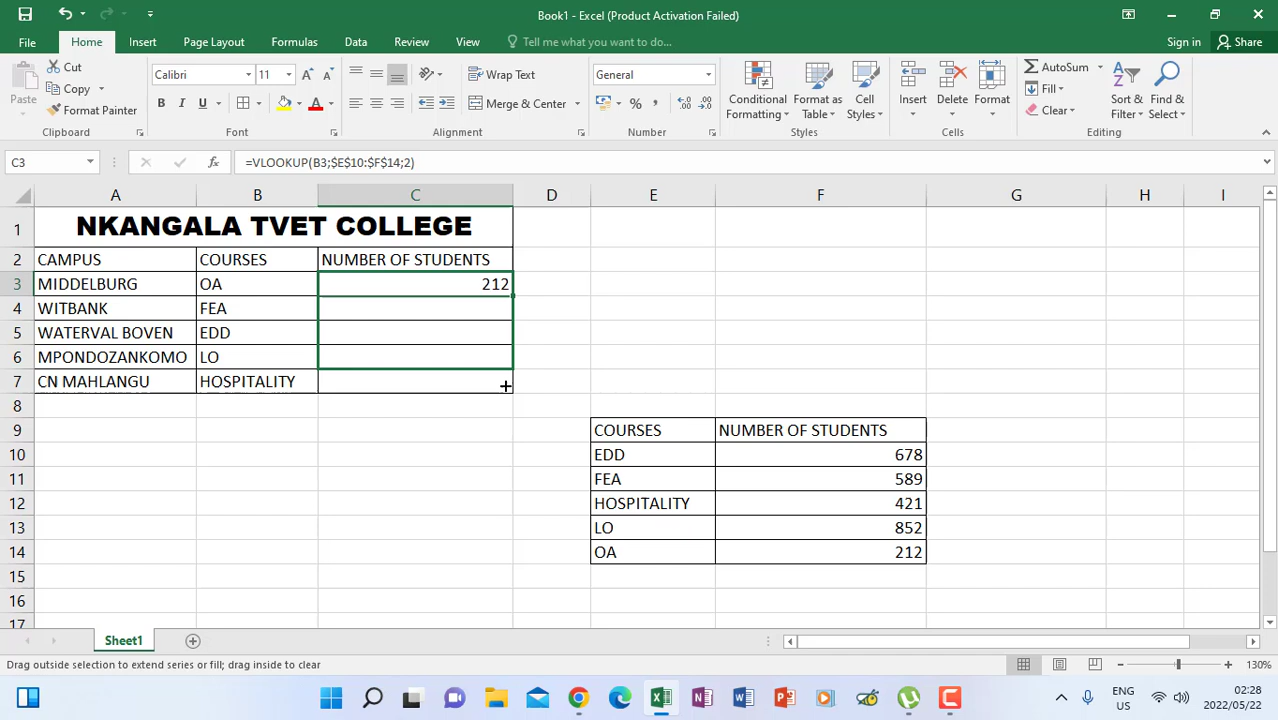 Book1 - Excel (Product Activation Failed)
File Home Insert Page Layout Formulas Data Review View Tell me what you want to do... Sign in Share
Paste Cut Copy Format Painter Clipboard
Calibri 11 A A B I U A Font
Wrap Text Merge & Center Alignment
General % , Number
Conditional Formatting Format as Table Cell Styles Styles
Insert Delete Format Cells
AutoSum Fill Clear Sort & Filter Find & Select Editing
C3 fx =VLOOKUP(B3;$E$10:$F$14;2)
A B C D E F G H I
1 NKANGALA TVET COLLEGE
2 CAMPUS COURSES NUMBER OF STUDENTS
3 MIDDELBURG OA 212
4 WITBANK FEA
5 WATERVAL BOVEN EDD
6 MPONDOZANKOMO LO
7 CN MAHLANGU HOSPITALITY
8
9 COURSES NUMBER OF STUDENTS
10 EDD 678
11 FEA 589
12 HOSPITALITY 421
13 LO 852
14 OA 212
15
16
17
Sheet1
Drag outside selection to extend series or fill; drag inside to clear 130%
ENG 02:28
US 2022/05/22